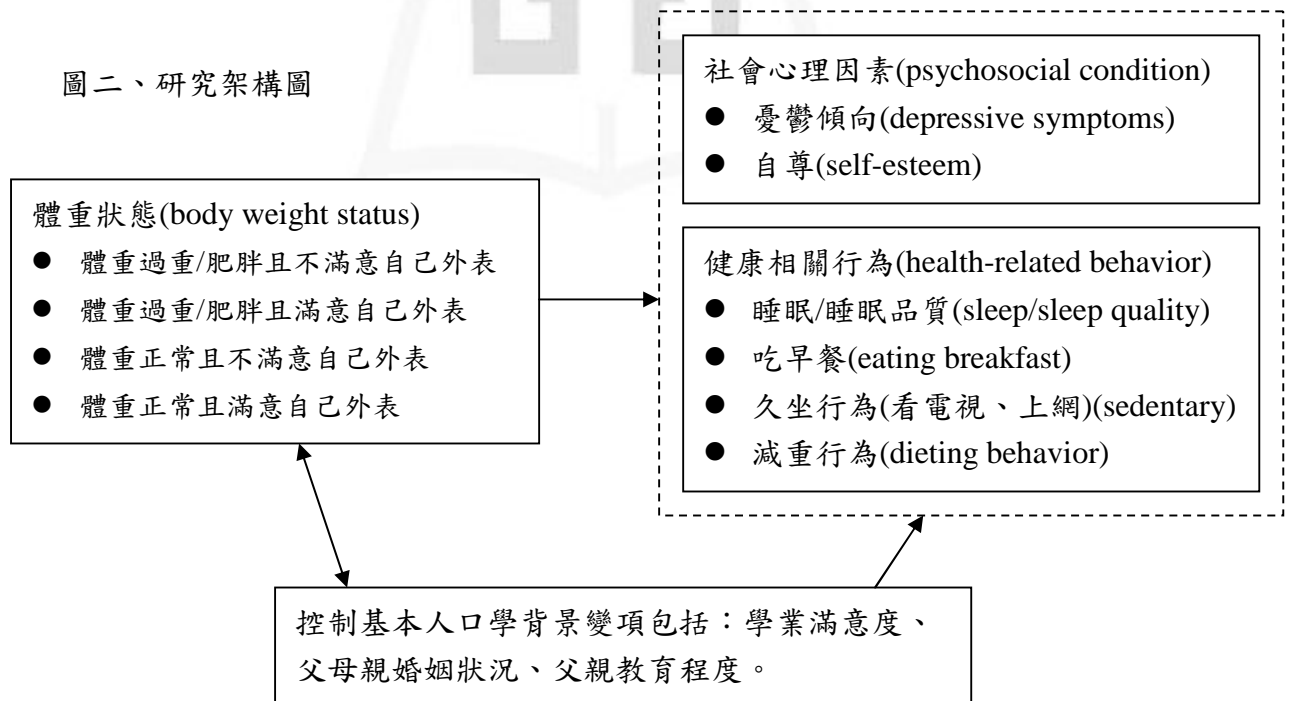 圖二、研究架構圖
體重狀態(body weight status)
● 體重過重/肥胖且不滿意自己外表
● 體重過重/肥胖且滿意自己外表
● 體重正常且不滿意自己外表
● 體重正常且滿意自己外表
社會心理因素(psychosocial condition)
● 憂鬱傾向(depressive symptoms)
● 自尊(self-esteem)
健康相關行為(health-related behavior)
● 睡眠/睡眠品質(sleep/sleep quality)
● 吃早餐(eating breakfast)
● 久坐行為(看電視、上網)(sedentary)
● 減重行為(dieting behavior)
控制基本人口學背景變項包括：學業滿意度、
父母親婚姻狀況、父親教育程度。